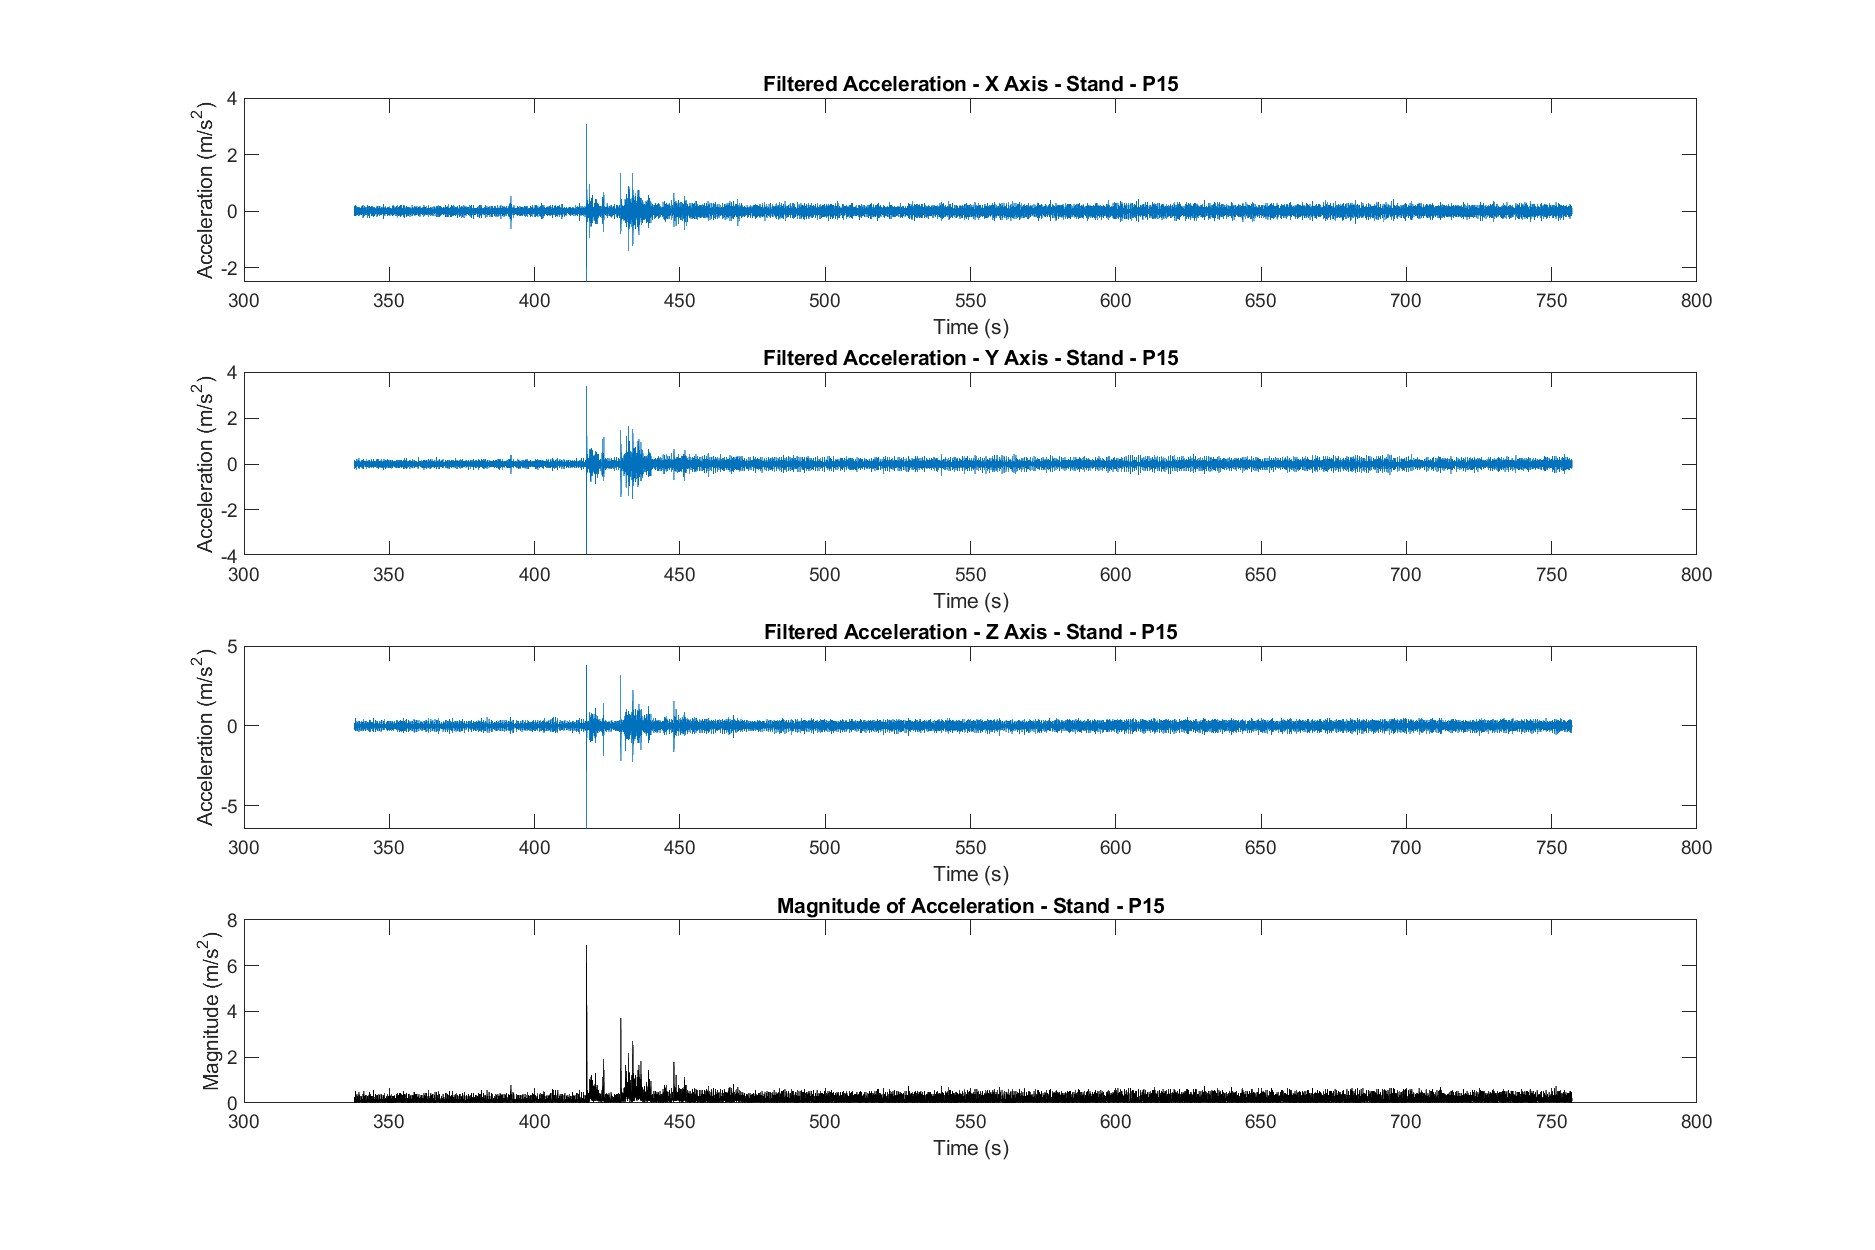 Filtered Acceleration - X Axis - Stand - P15
Acceleration (m/s²)
4
2
0
-2
300 350 400 450 500 550 600 650 700 750 800
Time (s)
Filtered Acceleration - Y Axis - Stand - P15
Acceleration (m/s²)
4
2
0
-2
-4
300 350 400 450 500 550 600 650 700 750 800
Time (s)
Filtered Acceleration - Z Axis - Stand - P15
Acceleration (m/s²)
5
0
-5
300 350 400 450 500 550 600 650 700 750 800
Time (s)
Magnitude of Acceleration - Stand - P15
Magnitude (m/s²)
8
6
4
2
0
300 350 400 450 500 550 600 650 700 750 800
Time (s)